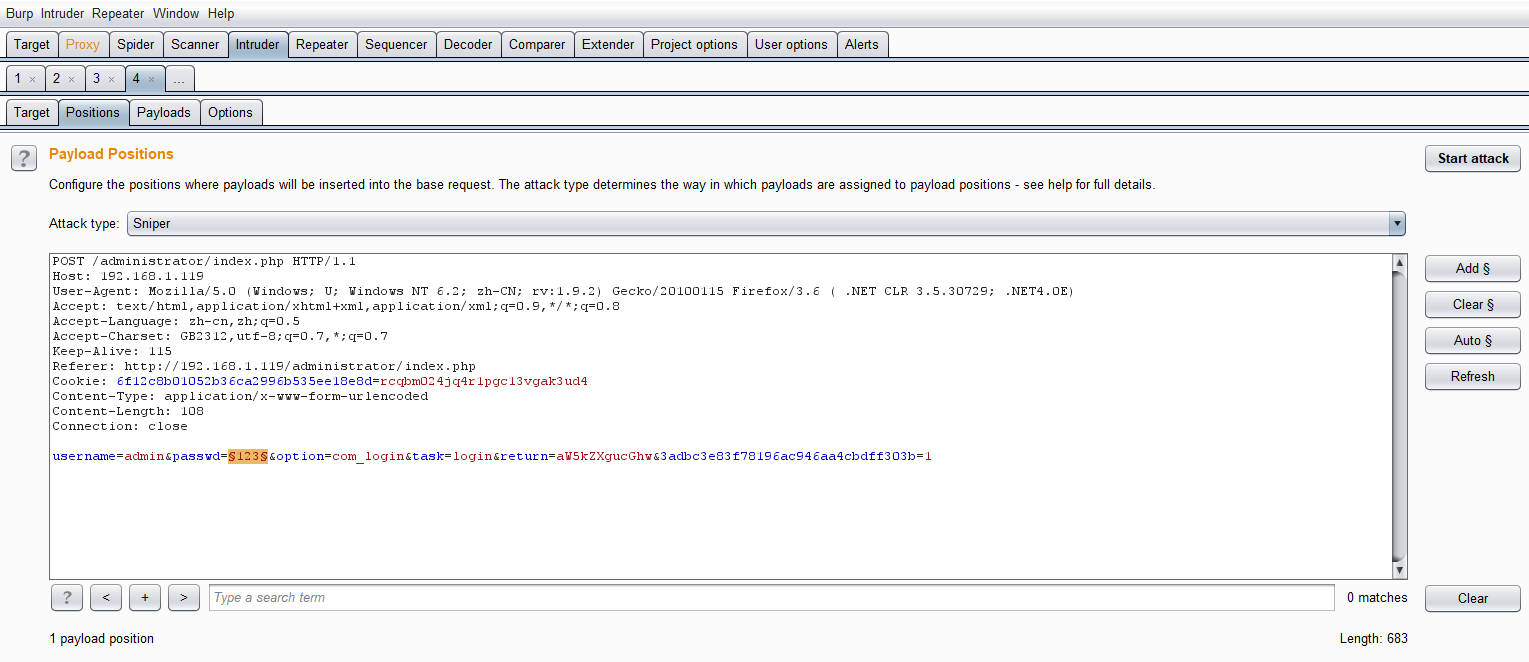 Burp Intruder Repeater Window Help
Target Proxy Spider Scanner Intruder Repeater Sequencer Decoder Comparer Extender Project options User options Alerts
1 × 2 × 3 × 4 × ...
Target Positions Payloads Options
? Payload Positions Start attack
Configure the positions where payloads will be inserted into the base request. The attack type determines the way in which payloads are assigned to payload positions - see help for full details.
Attack type: Sniper
POST /administrator/index.php HTTP/1.1
Host: 192.168.1.119
User-Agent: Mozilla/5.0 (Windows; U; Windows NT 6.2; zh-CN; rv:1.9.2) Gecko/20100115 Firefox/3.6 ( .NET CLR 3.5.30729; .NET4.0E)
Accept: text/html,application/xhtml+xml,application/xml;q=0.9,*/*;q=0.8
Accept-Language: zh-cn,zh;q=0.5
Accept-Charset: GB2312,utf-8;q=0.7,*;q=0.7
Keep-Alive: 115
Referer: http://192.168.1.119/administrator/index.php
Cookie: 6f12c8b01052b36ca2996b535ee18e8d=rcqbm024jq4r1pgc13vgak3ud4
Content-Type: application/x-www-form-urlencoded
Content-Length: 108
Connection: close
username=admin&passwd=§123§&option=com_login&task=login&return=aW5kZXgucGhw&3adbc3e83f78196ac946aa4cbdff303b=1
Add §
Clear §
Auto §
Refresh
? < + > Type a search term 0 matches Clear
1 payload position Length: 683